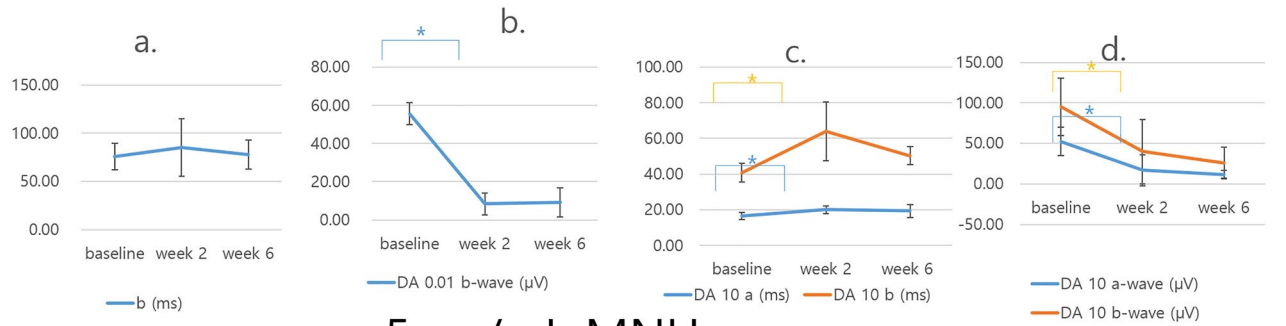 a.
150.00
100.00
50.00
0.00
baseline week 2 week 6
b (ms)
b.
*
80.00
60.00
40.00
20.00
0.00
baseline week 2 week 6
DA 0.01 b-wave (μV)
c.
100.00
80.00
60.00
40.00
20.00
0.00
*
*
baseline week 2 week 6
DA 10 a (ms) DA 10 b (ms)
d.
150.00
100.00
50.00
0.00
-50.00
*
*
baseline week 2 week 6
DA 10 a-wave (μV)
DA 10 b-wave (μV)